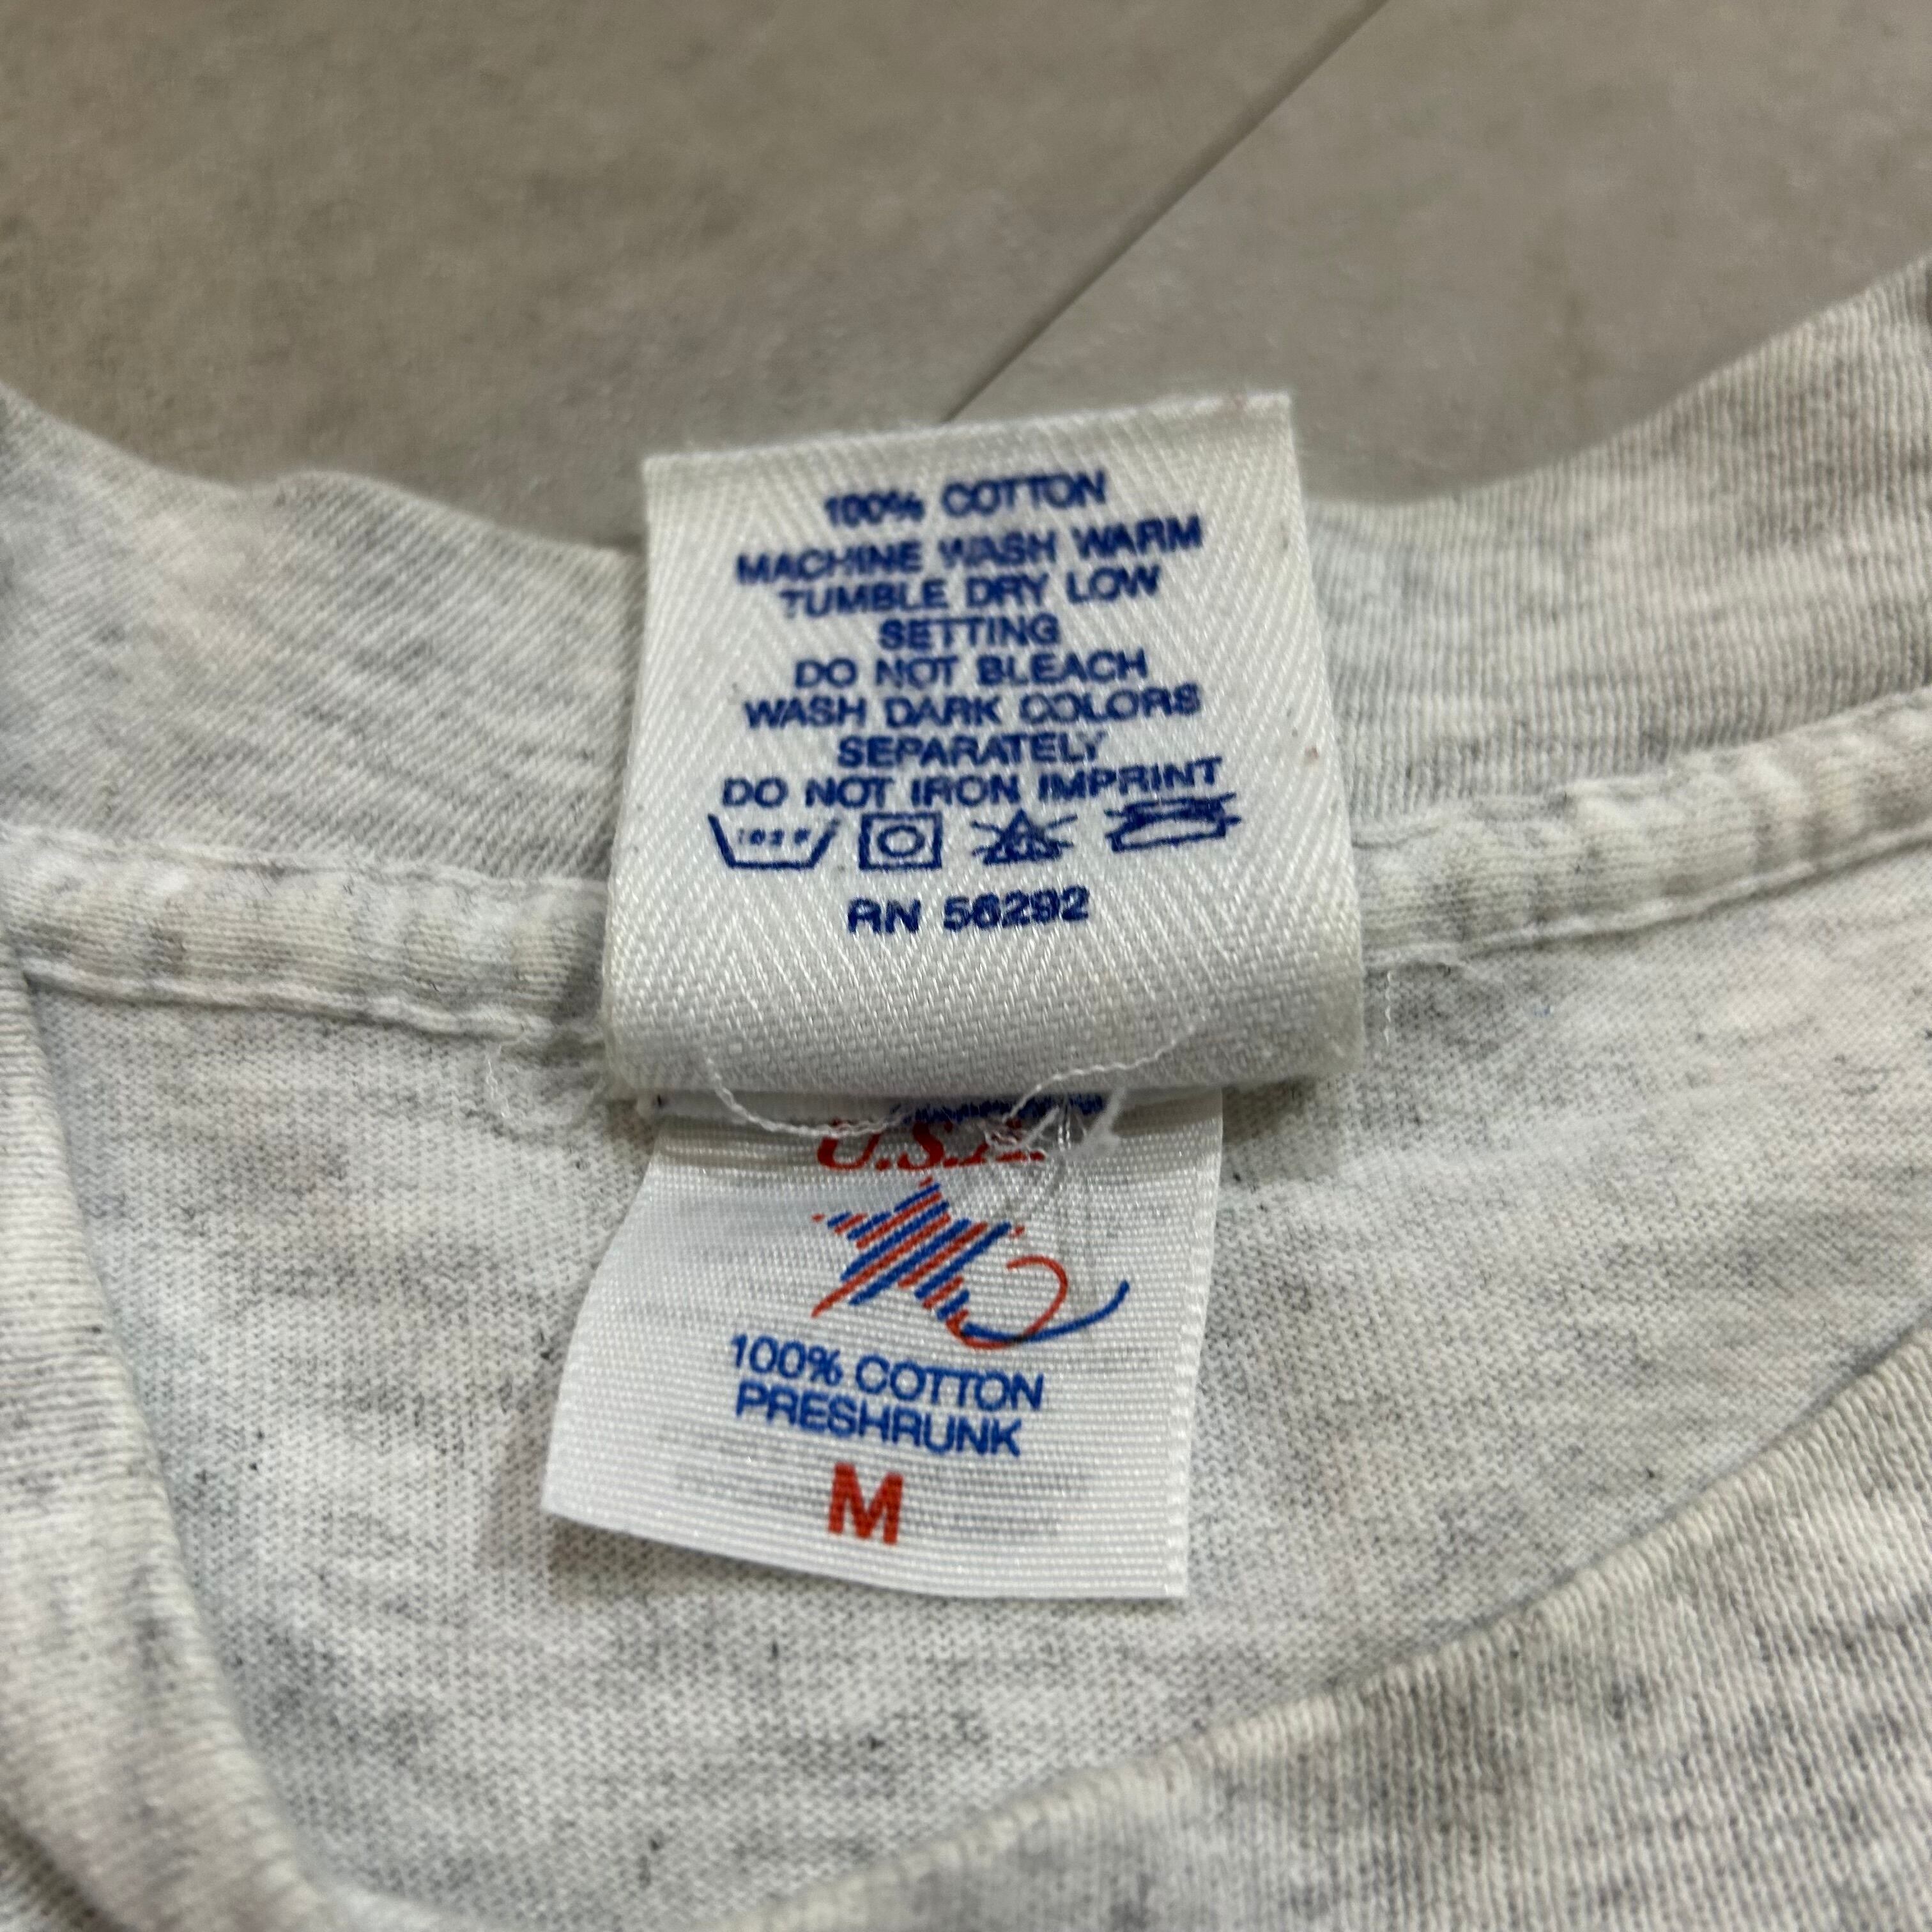 100% COTTON
MACHINE WASH WARM
TUMBLE DRY LOW
SETTING
DO NOT BLEACH
WASH DARK COLORS
SEPARATELY
DO NOT IRON IMPRINT
RN 56292
U.S.A.
100% COTTON
PRESHRUNK
M